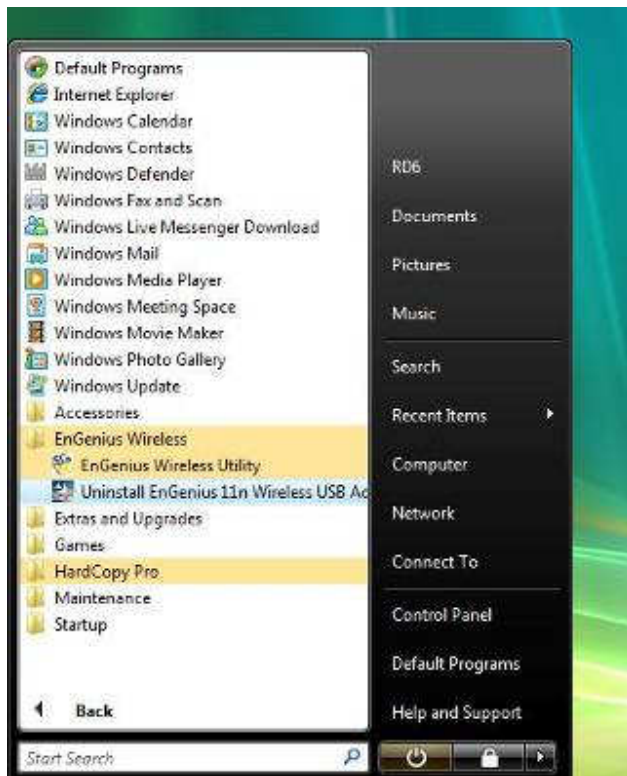 Default Programs
Internet Explorer
Windows Calendar
Windows Contacts
Windows Defender
Windows Fax and Scan
Windows Live Messenger Download
Windows Mail
Windows Media Player
Windows Meeting Space
Windows Movie Maker
Windows Photo Gallery
Windows Update
Accessories
EnGenius Wireless
EnGenius Wireless Utility
Uninstall EnGenius 11n Wireless USB Ad
Extras and Upgrades
Games
HardCopy Pro
Maintenance
Startup
Back
Start Search
RD6
Documents
Pictures
Music
Search
Recent Items
Computer
Network
Connect To
Control Panel
Default Programs
Help and Support